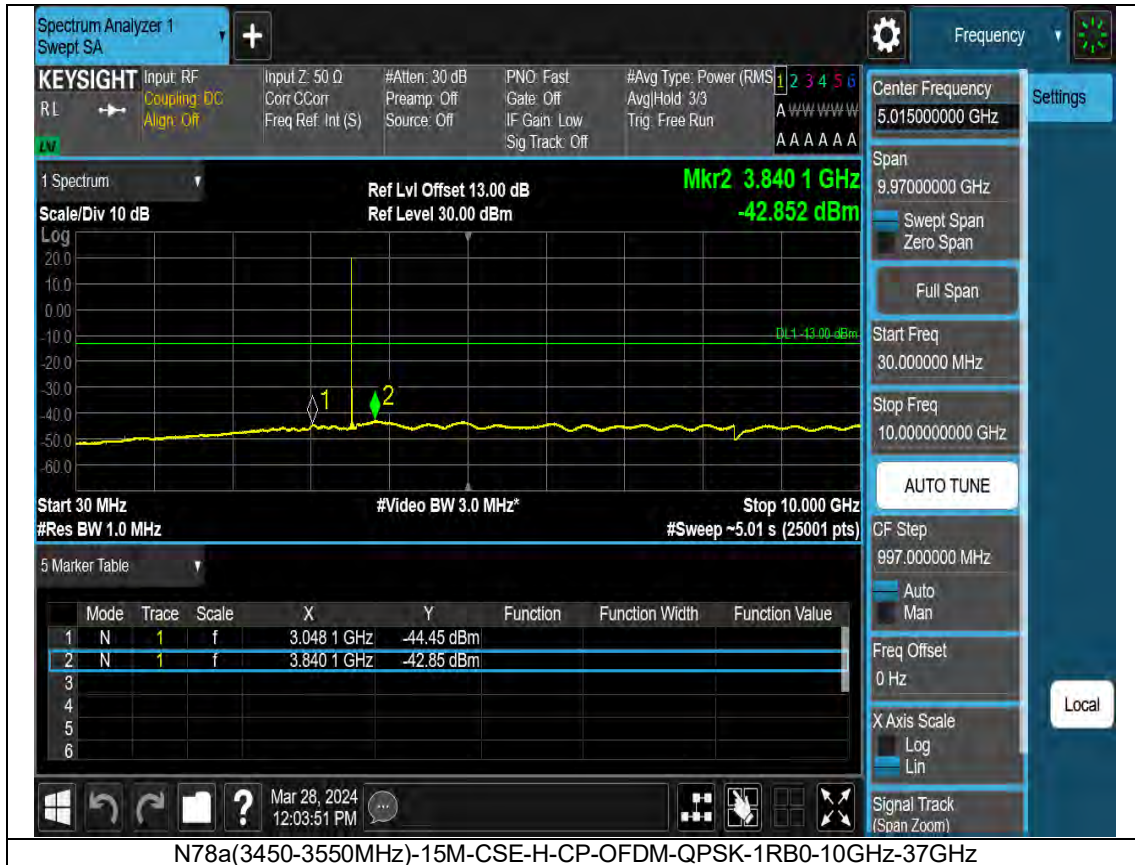 Spectrum Analyzer 1
Swept SA
+
Frequency
KEYSIGHT
RL
Input: RF
Coupling: DC
Align: Off
Input Z: 50 Ω
Corr CCorr
Freq Ref: Int (S)
#Atten: 30 dB
Preamp: Off
Source: Off
PNO: Fast
Gate: Off
IF Gain: Low
Sig Track: Off
#Avg Type: Power (RMS
Avg|Hold: 3/3
Trig: Free Run
1 2 3 4 5 6
A W W W W W
A A A A A A
Center Frequency
5.015000000 GHz
Settings
Span
9.97000000 GHz
Swept Span
Zero Span
Full Span
Start Freq
30.000000 MHz
Stop Freq
10.000000000 GHz
AUTO TUNE
CF Step
997.000000 MHz
Auto
Man
Freq Offset
0 Hz
X Axis Scale
Log
Lin
Signal Track
(Span Zoom)
Local
1 Spectrum
Ref Lvl Offset 13.00 dB
Mkr2 3.840 1 GHz
Scale/Div 10 dB
Ref Level 30.00 dBm
-42.852 dBm
Log
20.0
10.0
0.00
-10.0
DL1 -13.00 dBm
-20.0
-30.0
1
2
-40.0
-50.0
-60.0
Start 30 MHz
#Video BW 3.0 MHz*
Stop 10.000 GHz
#Res BW 1.0 MHz
#Sweep ~5.01 s (25001 pts)
5 Marker Table
Mode Trace Scale X Y Function Function Width Function Value
1 N 1 f 3.048 1 GHz -44.45 dBm
2 N 1 f 3.840 1 GHz -42.85 dBm
3
4
5
6
?
Mar 28, 2024
12:03:51 PM
N78a(3450-3550MHz)-15M-CSE-H-CP-OFDM-QPSK-1RB0-10GHz-37GHz